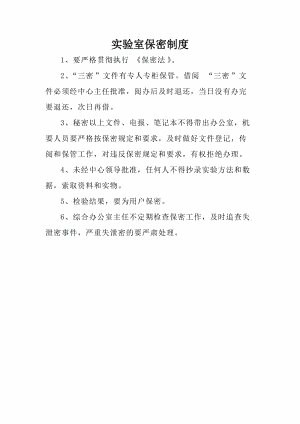 实验室保密制度
1、要严格贯彻执行 《保密法》。
2、“三密”文件有专人专柜保管。借阅 “三密”文
件必须经中心主任批准，阅办后及时退还，当日没有办完
要退还，次日再借。
3、秘密以上文件、电报、笔记本不得带出办公室，机
要人员要严格按保密规定和要求，及时做好文件登记，传
阅和保管工作，对违反保密规定和要求，有权拒绝办理。
4、未经中心领导批准，任何人不得抄录实验方法和数
据，索取资料和实物。
5、检验结果，要为用户保密。
6、综合办公室主任不定期检查保密工作，及时追查失
泄密事件，严重失泄密的要严肃处理。